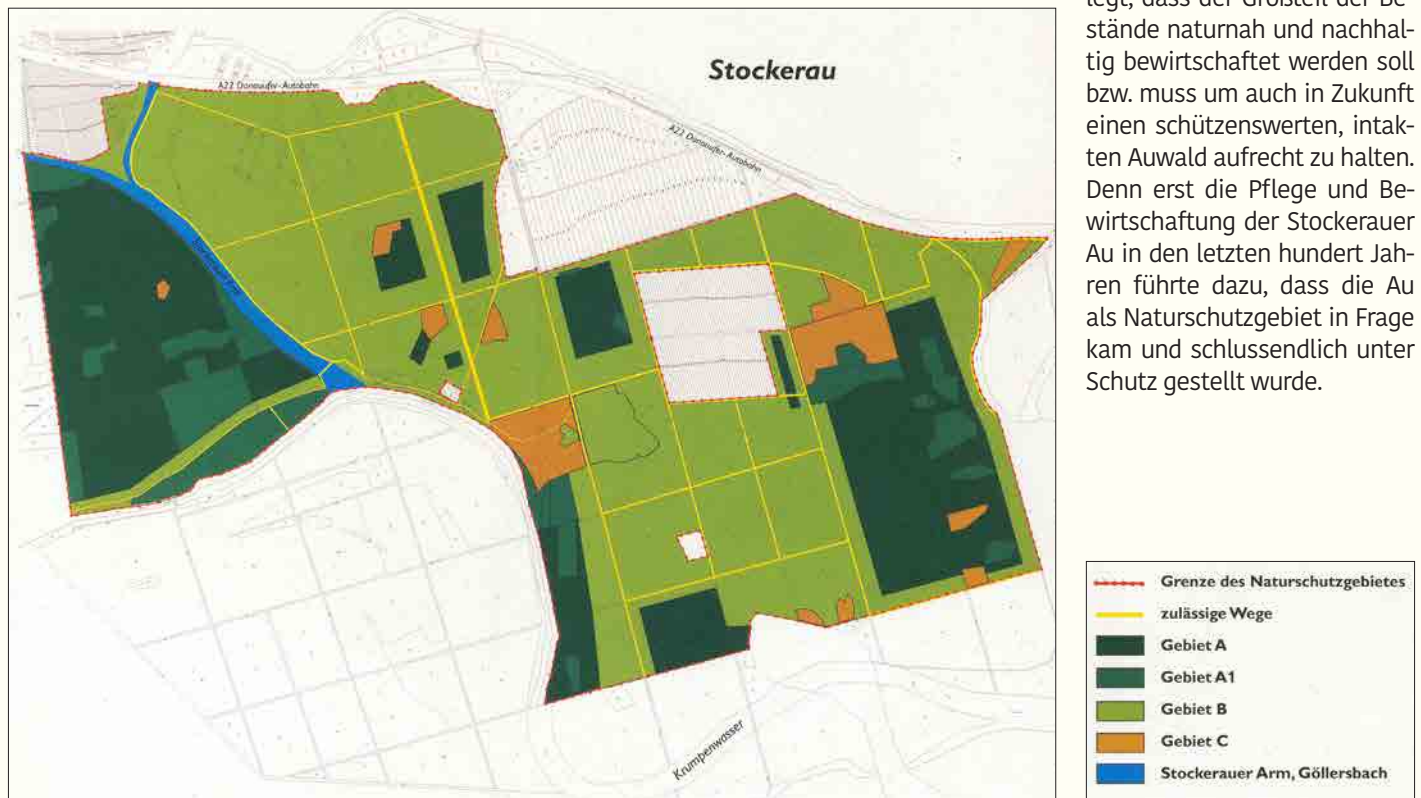 Stockerau
A22 Donauufer-Autobahn
A22 Donauufer-Autobahn
Krumpenwasser
legt, dass der Großteil der Be-
stände naturnah und nachhal-
tig bewirtschaftet werden soll
bzw. muss um auch in Zukunft
einen schützenswerten, intak-
ten Auwald aufrecht zu halten.
Denn erst die Pflege und Be-
wirtschaftung der Stockerauer
Au in den letzten hundert Jah-
ren führte dazu, dass die Au
als Naturschutzgebiet in Frage
kam und schlussendlich unter
Schutz gestellt wurde.
Grenze des Naturschutzgebietes
zulässige Wege
Gebiet A
Gebiet A1
Gebiet B
Gebiet C
Stockerauer Arm, Göllersbach